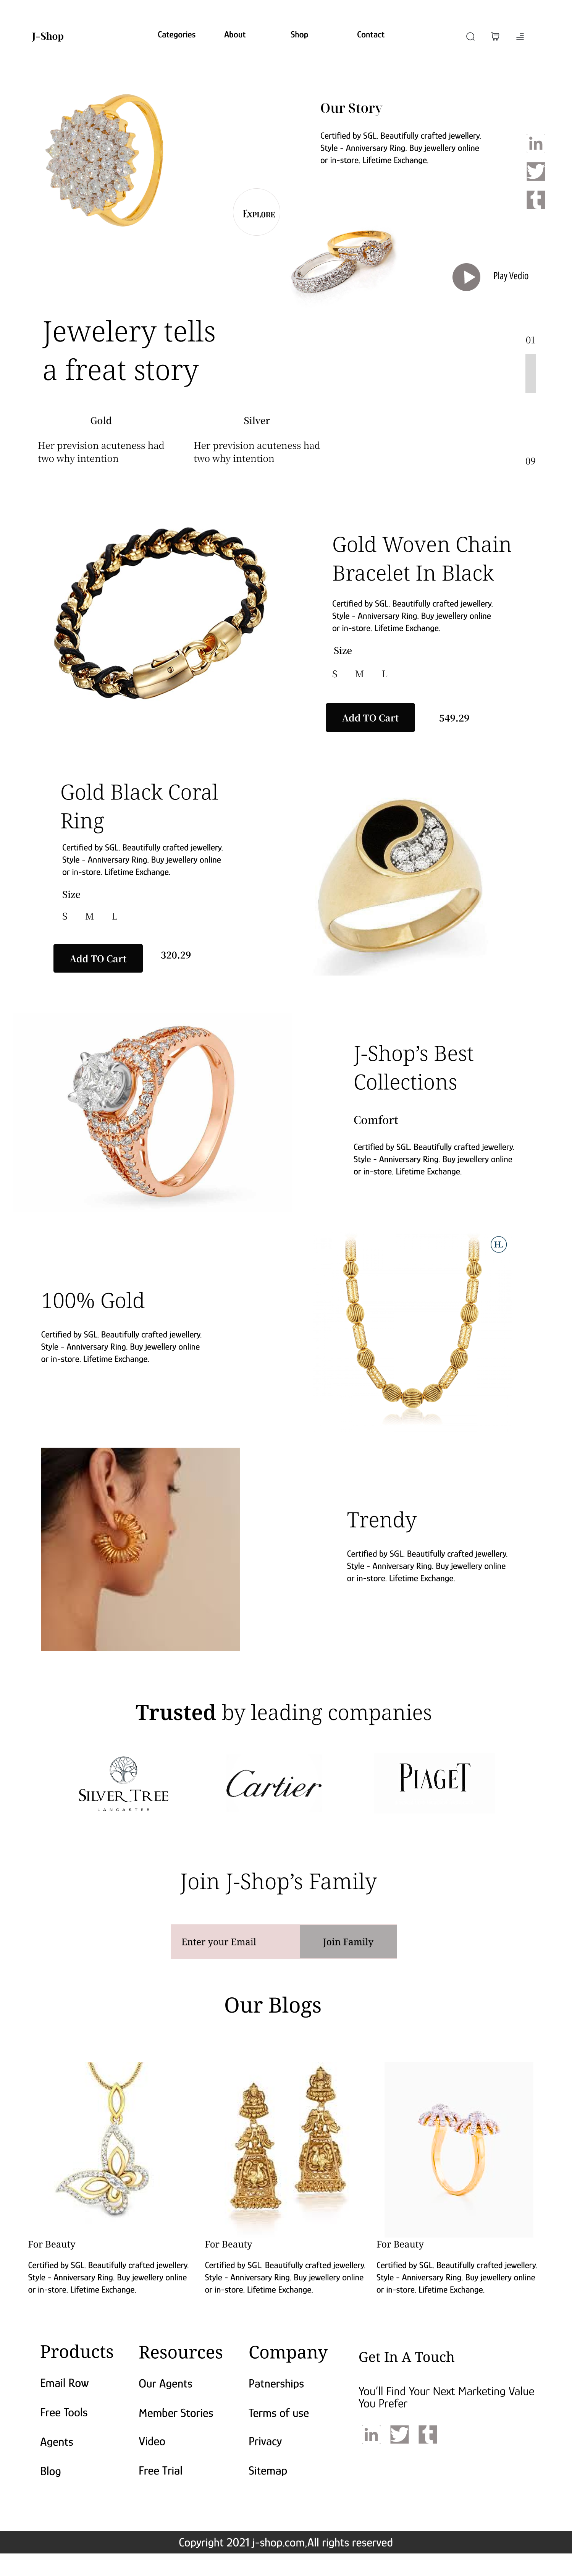 J-Shop
Categories
About
Shop
Contact
Our Story
Certified by SGL. Beautifully crafted jewellery.
Style - Anniversary Ring. Buy jewellery online
or in-store. Lifetime Exchange.
in
t
Explore
Play Vedio
Jewelery tells
a freat story
01
09
Gold
Her prevision acuteness had
two why intention
Silver
Her prevision acuteness had
two why intention
Gold Woven Chain
Bracelet In Black
Certified by SGL. Beautifully crafted jewellery.
Style - Anniversary Ring. Buy jewellery online
or in-store. Lifetime Exchange.
Size
S M L
Add TO Cart
549.29
Gold Black Coral
Ring
Certified by SGL. Beautifully crafted jewellery.
Style - Anniversary Ring. Buy jewellery online
or in-store. Lifetime Exchange.
Size
S M L
Add TO Cart
320.29
J-Shop’s Best
Collections
Comfort
Certified by SGL. Beautifully crafted jewellery.
Style - Anniversary Ring. Buy jewellery online
or in-store. Lifetime Exchange.
HL
100% Gold
Certified by SGL. Beautifully crafted jewellery.
Style - Anniversary Ring. Buy jewellery online
or in-store. Lifetime Exchange.
Trendy
Certified by SGL. Beautifully crafted jewellery.
Style - Anniversary Ring. Buy jewellery online
or in-store. Lifetime Exchange.
Trusted by leading companies
SILVER TREE
LANCASTER
Cartier
PIAGET
Join J-Shop’s Family
Enter your Email
Join Family
Our Blogs
For Beauty
Certified by SGL. Beautifully crafted jewellery.
Style - Anniversary Ring. Buy jewellery online
or in-store. Lifetime Exchange.
For Beauty
Certified by SGL. Beautifully crafted jewellery.
Style - Anniversary Ring. Buy jewellery online
or in-store. Lifetime Exchange.
For Beauty
Certified by SGL. Beautifully crafted jewellery.
Style - Anniversary Ring. Buy jewellery online
or in-store. Lifetime Exchange.
Products
Email Row
Free Tools
Agents
Blog
Resources
Our Agents
Member Stories
Video
Free Trial
Company
Patnerships
Terms of use
Privacy
Sitemap
Get In A Touch
You’ll Find Your Next Marketing Value
You Prefer
in
t
Copyright 2021 j-shop.com,All rights reserved